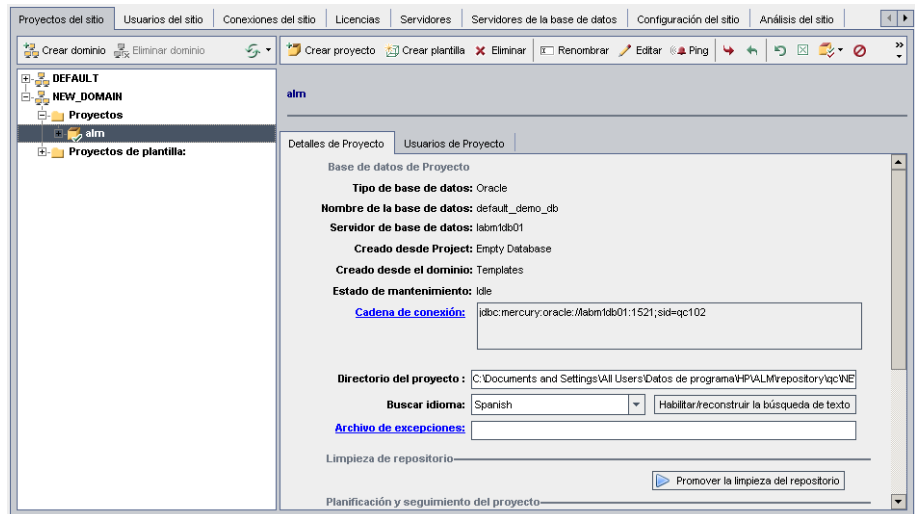 Proyectos del sitio Usuarios del sitio Conexiones del sitio Licencias Servidores Servidores de la base de datos Configuración del sitio Análisis del sitio
Crear dominio Eliminar dominio Crear proyecto Crear plantilla Eliminar Renombrar Editar Ping
DEFAULT
NEW_DOMAIN
Proyectos
alm
Proyectos de plantilla:
alm
Detalles de Proyecto Usuarios de Proyecto
Base de datos de Proyecto
Tipo de base de datos: Oracle
Nombre de la base de datos: default_demo_db
Servidor de base de datos: labm1db01
Creado desde Project: Empty Database
Creado desde el dominio: Templates
Estado de mantenimiento: Idle
Cadena de conexión: jdbc:mercury:oracle://labm1db01:1521;sid=qc102
Directorio del proyecto : C:\Documents and Settings\All Users\Datos de programa\HP\ALM\repository\qc\NE
Buscar idioma: Spanish Habilitar/reconstruir la búsqueda de texto
Archivo de excepciones:
Limpieza de repositorio
Promover la limpieza del repositorio
Planificación y seguimiento del proyecto